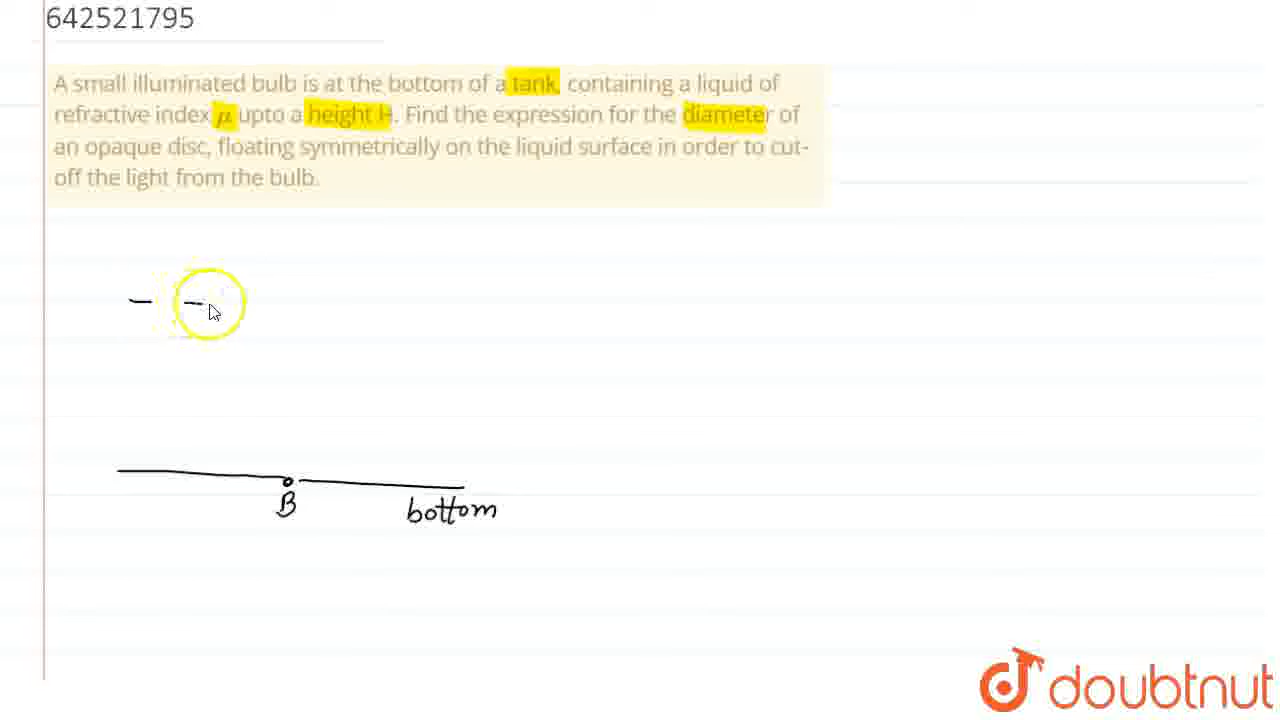 642521795
A small illuminated bulb is at the bottom of a tank, containing a liquid of
refractive index μ upto a height H. Find the expression for the diameter of
an opaque disc, floating symmetrically on the liquid surface in order to cut-
off the light from the bulb.
B
bottom
doubtnut